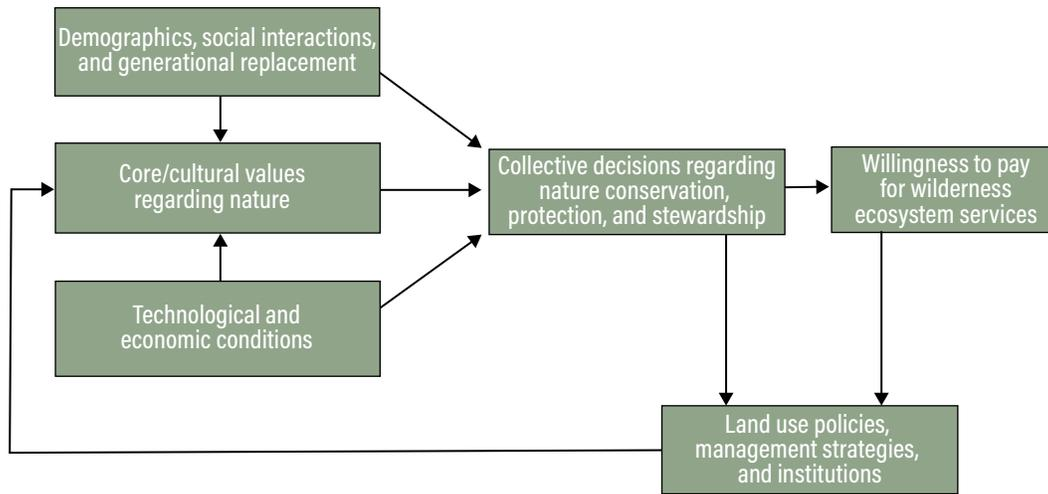 Demographics, social interactions,
and generational replacement
Core/cultural values
regarding nature
Technological and
economic conditions
Collective decisions regarding
nature conservation,
protection, and stewardship
Willingness to pay
for wilderness
ecosystem services
Land use policies,
management strategies,
and institutions